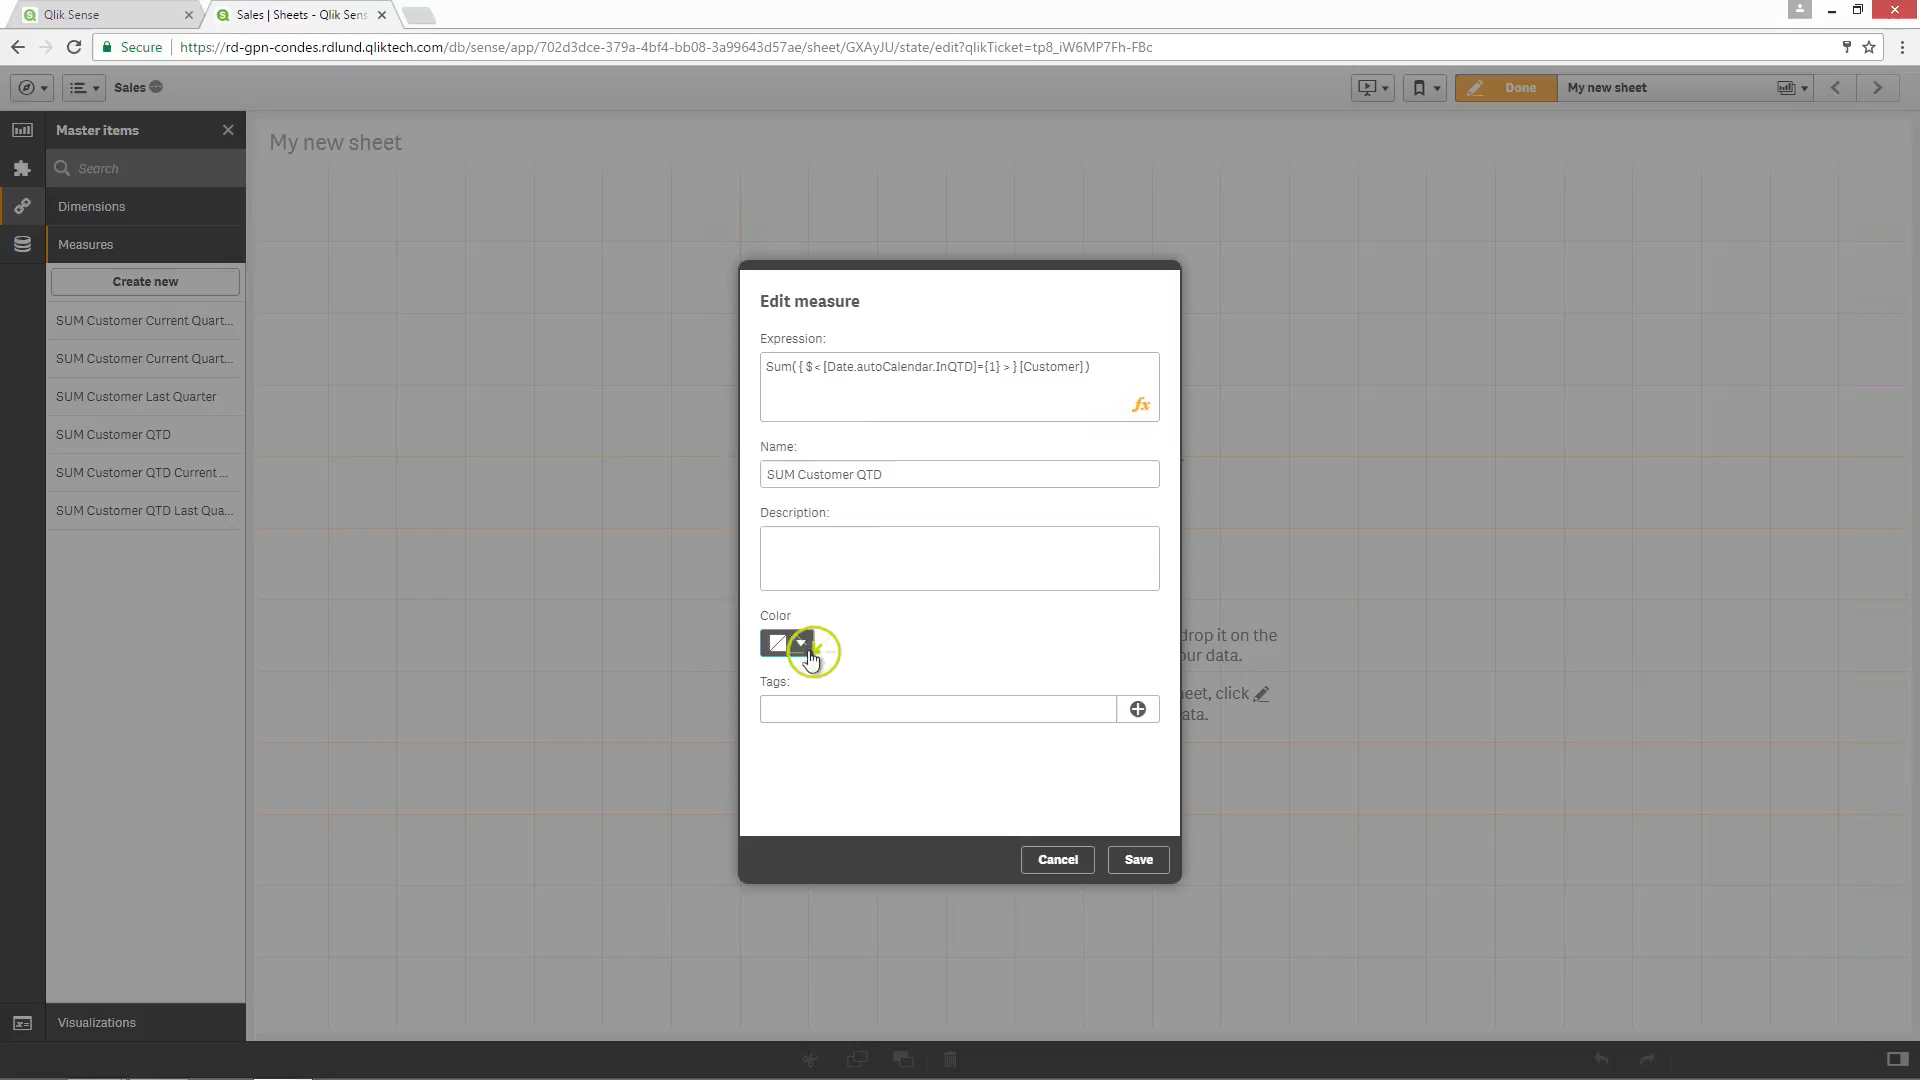 Qlik Sense
Sales | Sheets - Qlik Sens
Secure
https://rd-gpn-condes.rdlund.qliktech.com/db/sense/app/702d3dce-379a-4bf4-bb08-3a99643d57ae/sheet/GXAyJU/state/edit?qlikTicket=tp8_iW6MP7Fh-FBc
Sales
Done
My new sheet
Master items
Search
Dimensions
Measures
Create new
SUM Customer Current Quart...
SUM Customer Current Quart...
SUM Customer Last Quarter
SUM Customer QTD
SUM Customer QTD Current ...
SUM Customer QTD Last Qua...
Visualizations
My new sheet
Edit measure
Expression:
Sum( { $ < [Date.autoCalendar.InQTD]={1} > } [Customer] )
fx
Name:
SUM Customer QTD
Description:
Color
Tags:
Cancel
Save
drop it on the
our data.
eet, click
ata.